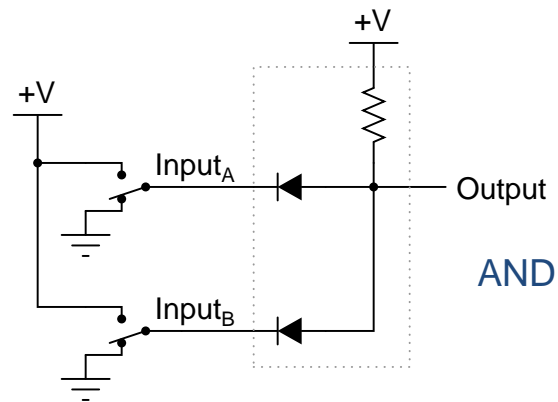 +V
+V
Input_A
Output
AND
Input_B